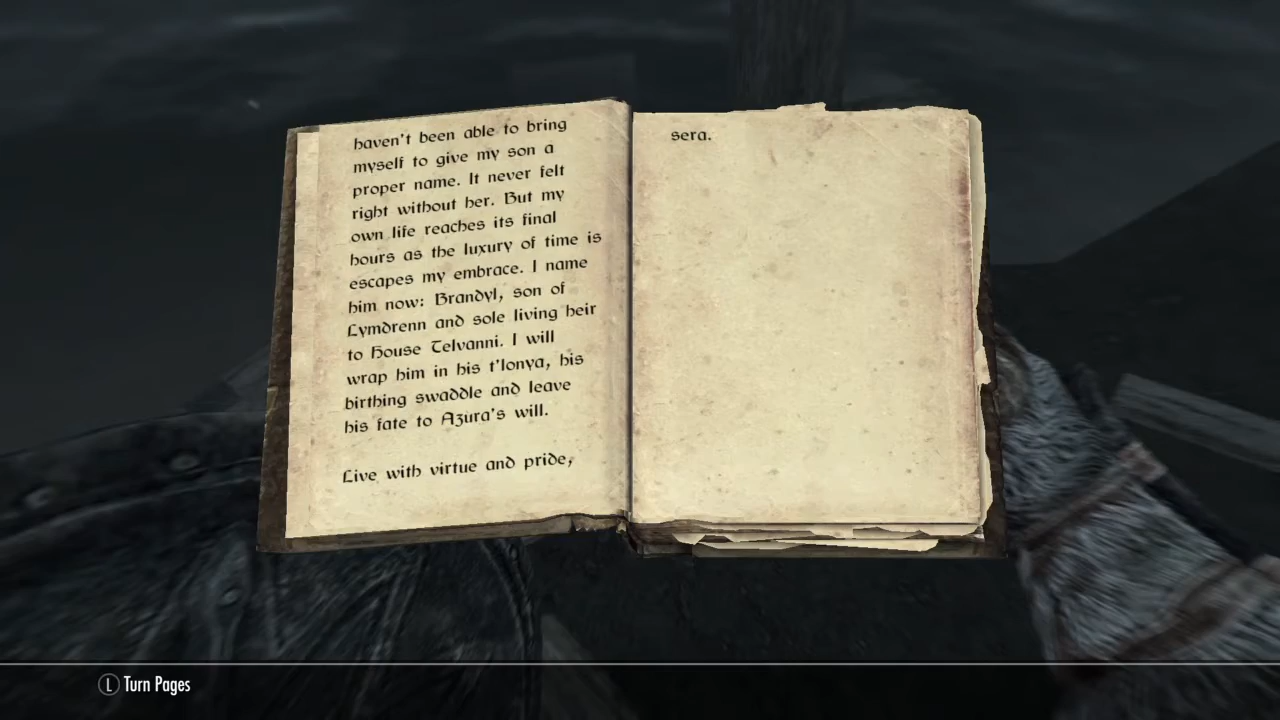 haven't been able to bring
myself to give my son a
proper name. It never felt
right without her. But my
own life reaches its final
hours as the luxury of time is
escapes my embrace. I name
him now: Brandyl, son of
Lymdrenn and sole living heir
to House Telvanni. I will
wrap him in his t'lonya, his
birthing swaddle and leave
his fate to Azura's will.
Live with virtue and pride,
sera.
L Turn Pages